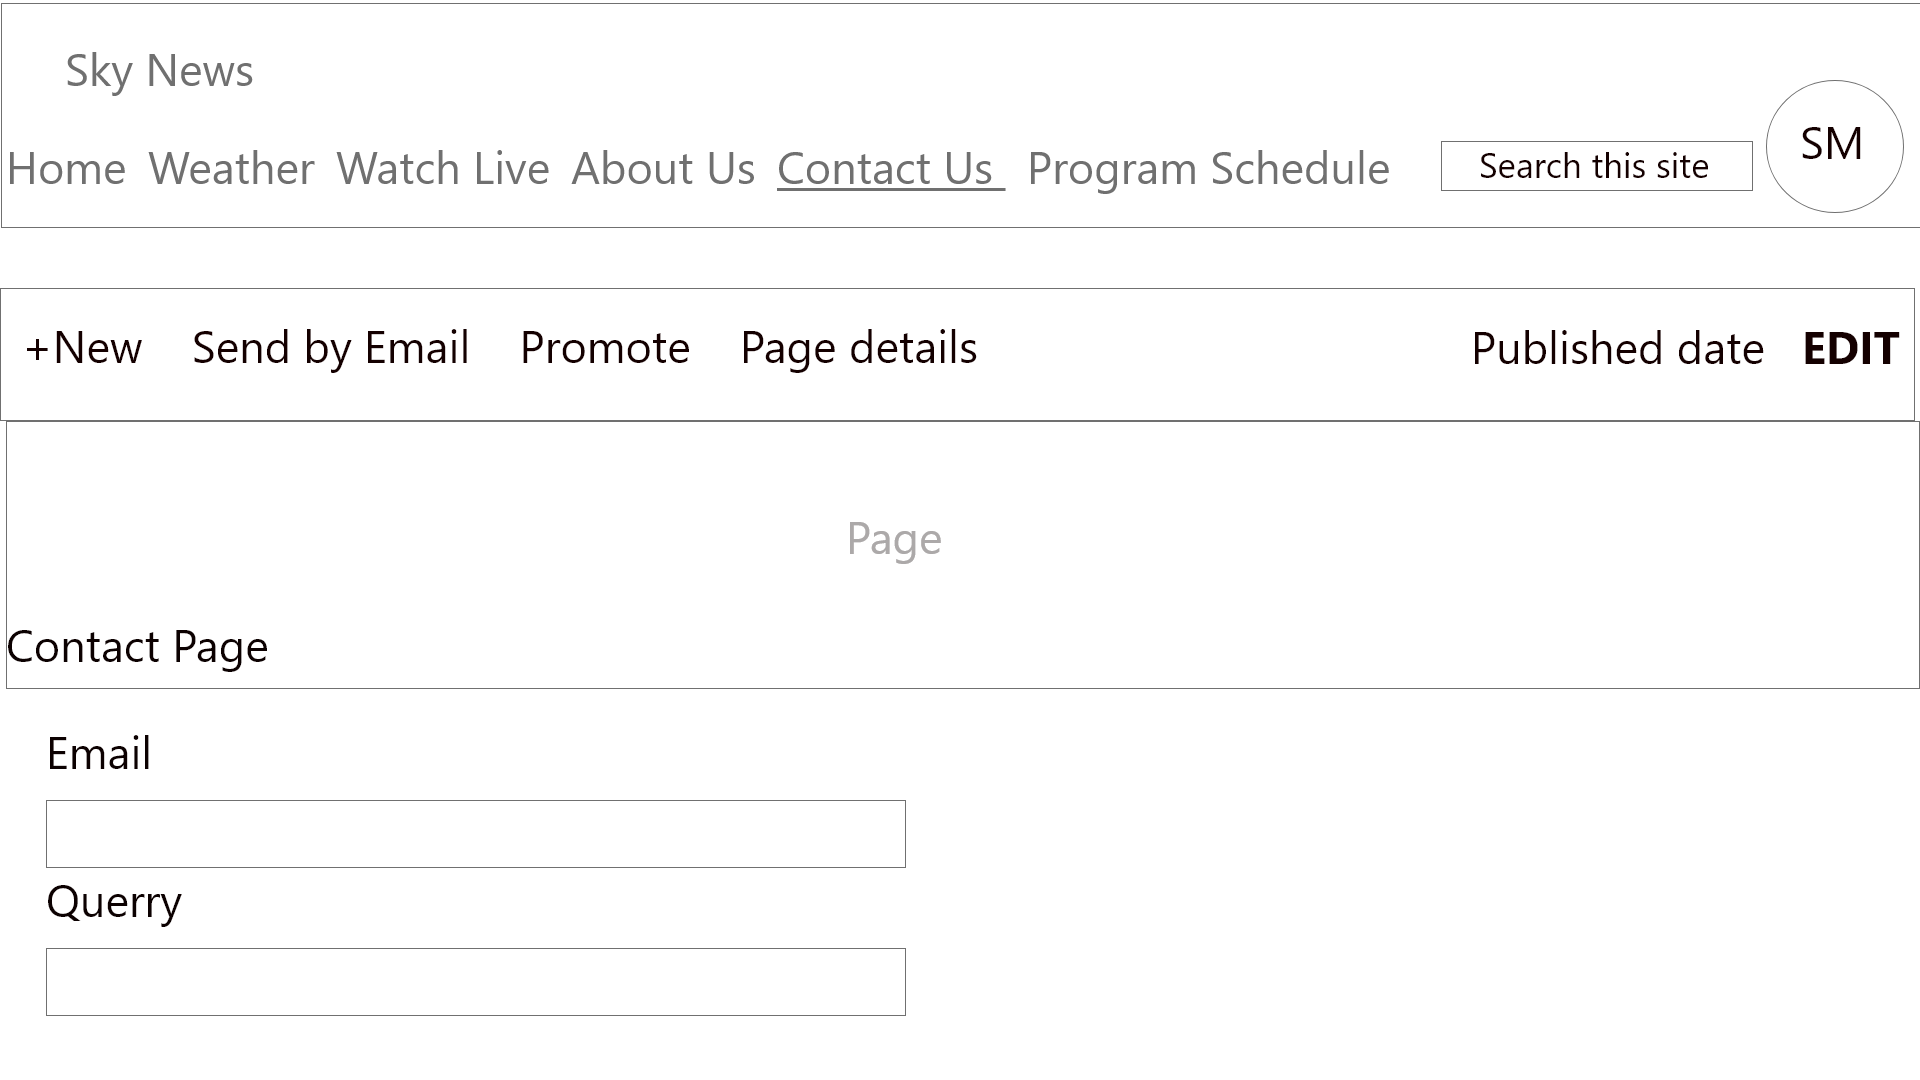 Sky News
Home Weather Watch Live About Us Contact Us Program Schedule Search this site SM
+New Send by Email Promote Page details Published date EDIT
Page
Contact Page
Email
Querry